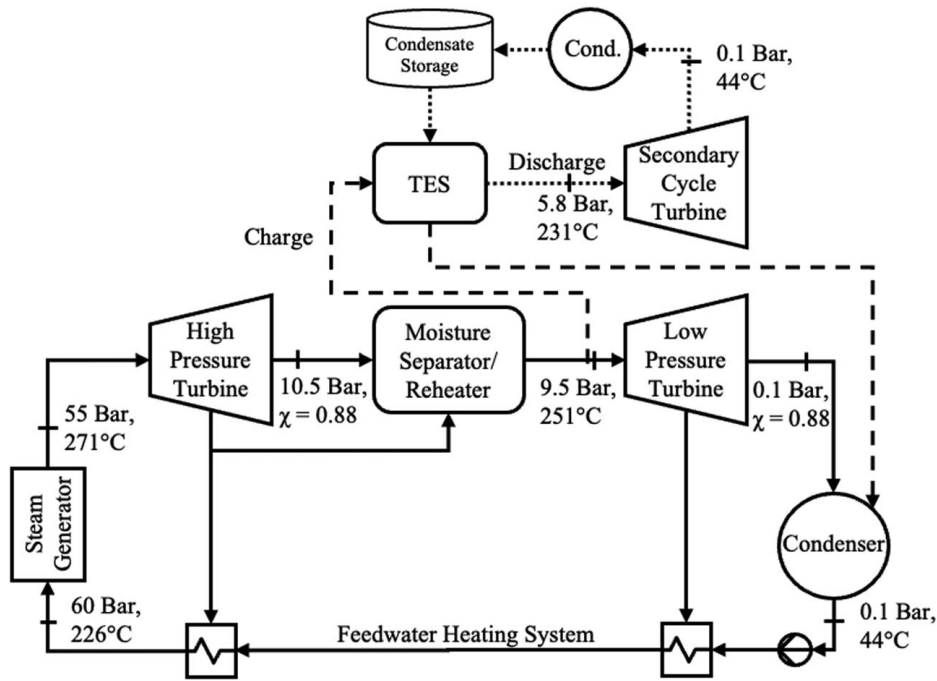 Condensate
Storage
Cond.
0.1 Bar,
44°C
TES
Discharge
5.8 Bar,
231°C
Secondary
Cycle
Turbine
Charge
High
Pressure
Turbine
10.5 Bar,
χ = 0.88
Moisture
Separator/
Reheater
9.5 Bar,
251°C
Low
Pressure
Turbine
0.1 Bar,
χ = 0.88
55 Bar,
271°C
Steam
Generator
Condenser
60 Bar,
226°C
Feedwater Heating System
0.1 Bar,
44°C